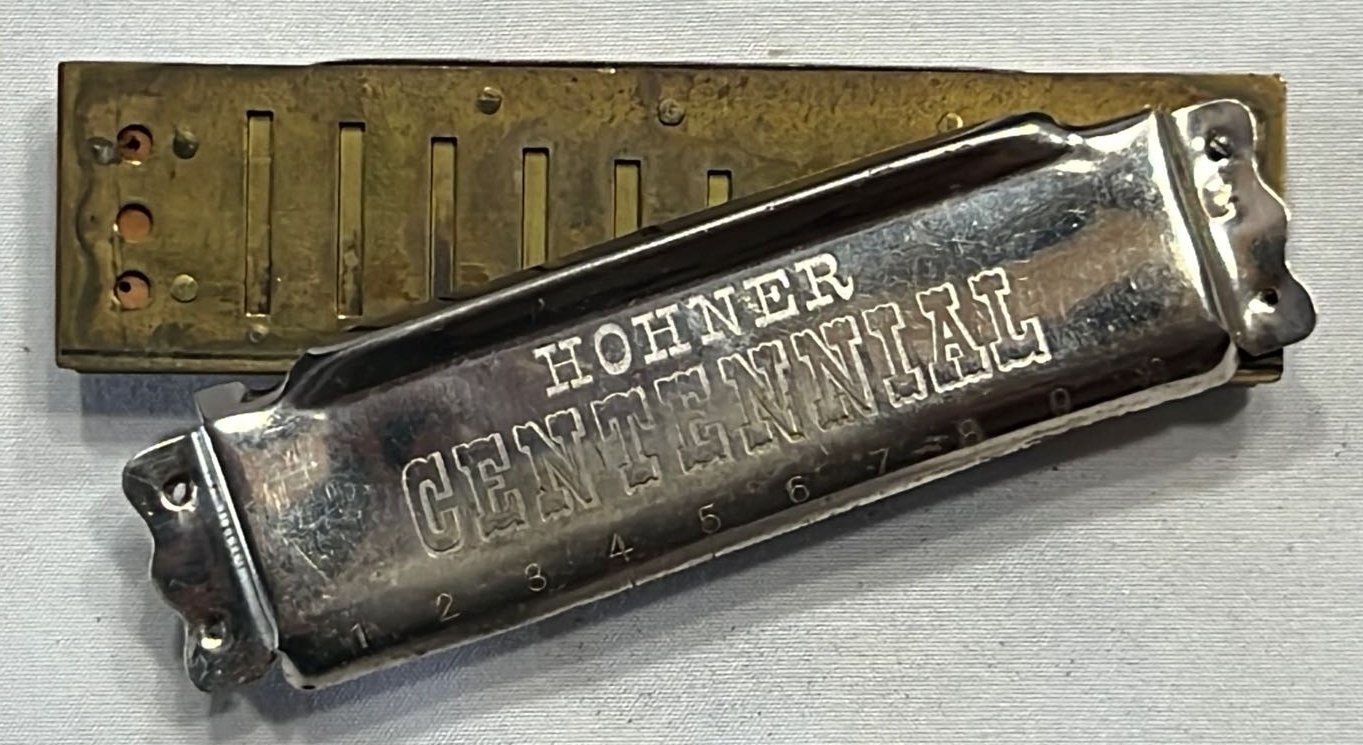 HOHNER
CENTENNIAL
1 2 3 4 5 6 7 8 9